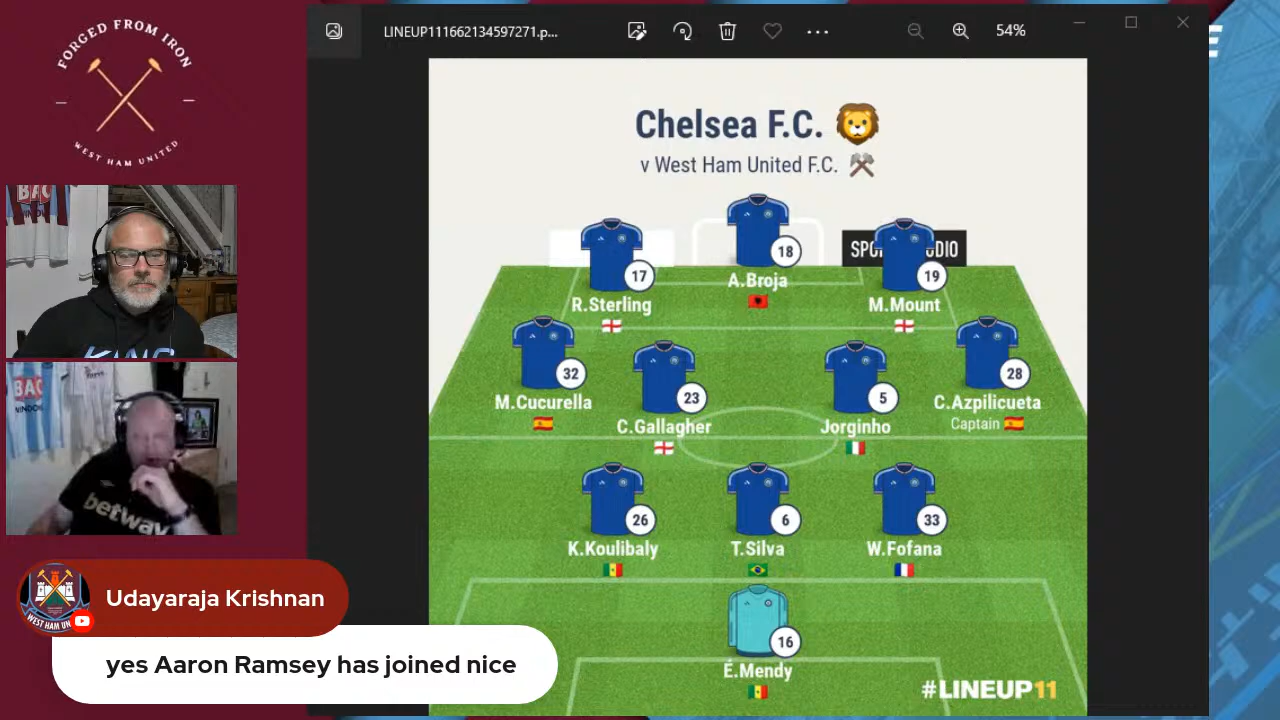 FORGED FROM IRON
WEST HAM UNITED
LINEUP111662134597271.p...
54%
Chelsea F.C.
v West Ham United F.C.
18
A.Broja
17
R.Sterling
19
M.Mount
32
M.Cucurella
28
C.Azpilicueta
Captain
23
C.Gallagher
5
Jorginho
26
K.Koulibaly
6
T.Silva
33
W.Fofana
16
É.Mendy
#LINEUP11
betway
Udayaraja Krishnan
yes Aaron Ramsey has joined nice